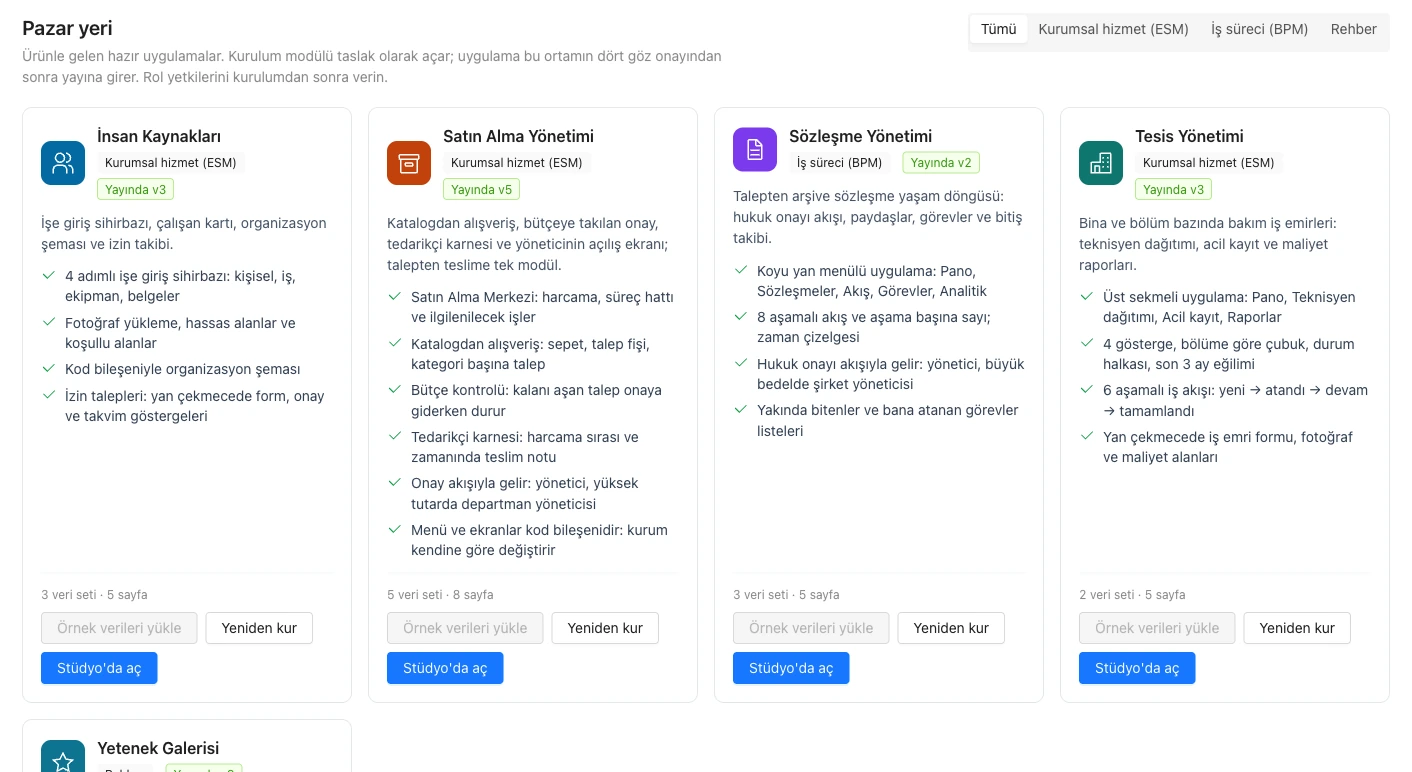 Pazar yeri
Ürünle gelen hazır uygulamalar. Kurulum modülü taslak olarak açar; uygulama bu ortamın dört göz onayından
sonra yayına girer. Rol yetkilerini kurulumdan sonra verin.
Tümü
Kurumsal hizmet (ESM)
İş süreci (BPM)
Rehber
İnsan Kaynakları
Kurumsal hizmet (ESM)
Yayında v3
İşe giriş sihirbazı, çalışan kartı, organizasyon
şeması ve izin takibi.
4 adımlı işe giriş sihirbazı: kişisel, iş,
ekipman, belgeler
Fotoğraf yükleme, hassas alanlar ve
koşullu alanlar
Kod bileşeniyle organizasyon şeması
İzin talepleri: yan çekmecede form, onay
ve takvim göstergeleri
3 veri seti · 5 sayfa
Örnek verileri yükle
Yeniden kur
Stüdyo'da aç
Satın Alma Yönetimi
Kurumsal hizmet (ESM)
Yayında v5
Katalogdan alışveriş, bütçeye takılan onay,
tedarikçi karnesi ve yöneticinin açılış ekranı;
talepten teslime tek modül.
Satın Alma Merkezi: harcama, süreç hattı
ve ilgilenilecek işler
Katalogdan alışveriş: sepet, talep fişi,
kategori başına talep
Bütçe kontrolü: kalanı aşan talep onaya
giderken durur
Tedarikçi karnesi: harcama sırası ve
zamanında teslim notu
Onay akışıyla gelir: yönetici, yüksek
tutarda departman yöneticisi
Menü ve ekranlar kod bileşenidir: kurum
kendine göre değiştirir
5 veri seti · 8 sayfa
Örnek verileri yükle
Yeniden kur
Stüdyo'da aç
Sözleşme Yönetimi
İş süreci (BPM)
Yayında v2
Talepten arşive sözleşme yaşam döngüsü:
hukuk onayı akışı, paydaşlar, görevler ve bitiş
takibi.
Koyu yan menülü uygulama: Pano,
Sözleşmeler, Akış, Görevler, Analitik
8 aşamalı akış ve aşama başına sayı;
zaman çizelgesi
Hukuk onayı akışıyla gelir: yönetici, büyük
bedelde şirket yöneticisi
Yakında bitenler ve bana atanan görevler
listeleri
3 veri seti · 5 sayfa
Örnek verileri yükle
Yeniden kur
Stüdyo'da aç
Tesis Yönetimi
Kurumsal hizmet (ESM)
Yayında v3
Bina ve bölüm bazında bakım iş emirleri:
teknisyen dağıtımı, acil kayıt ve maliyet
raporları.
Üst sekmeli uygulama: Pano, Teknisyen
dağıtımı, Acil kayıt, Raporlar
4 gösterge, bölüme göre çubuk, durum
halkası, son 3 ay eğilimi
6 aşamalı iş akışı: yeni → atandı → devam
→ tamamlandı
Yan çekmecede iş emri formu, fotoğraf
ve maliyet alanları
2 veri seti · 5 sayfa
Örnek verileri yükle
Yeniden kur
Stüdyo'da aç
Yetenek Galerisi